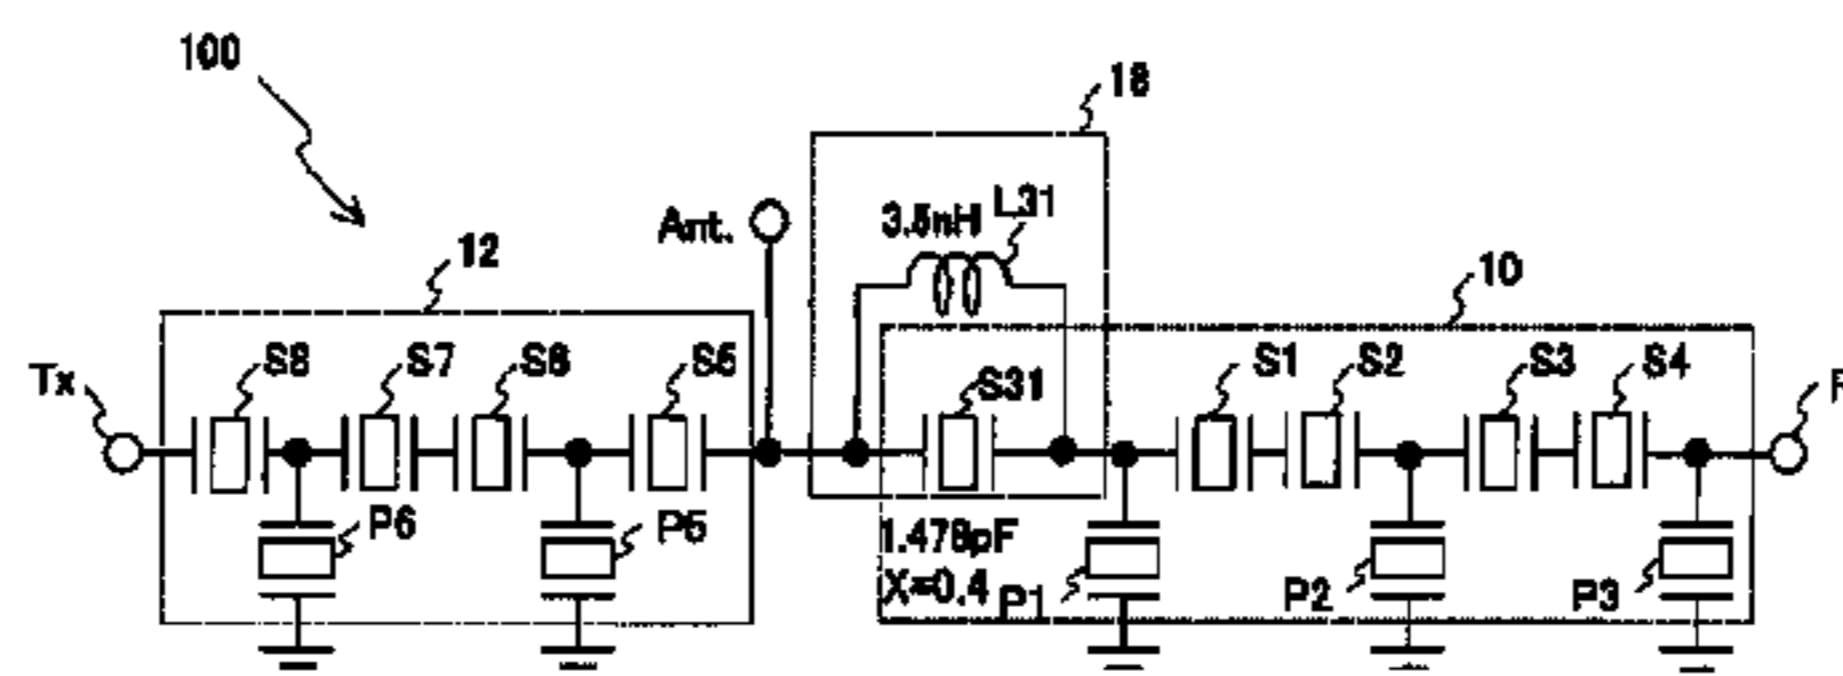 100
18
Ant.
3.5nH
L31
12
10
Tx
S8
S7
S6
S5
S31
S1
S2
S3
S4
R
P6
P5
1.478pF
X=0.4
P1
P2
P3